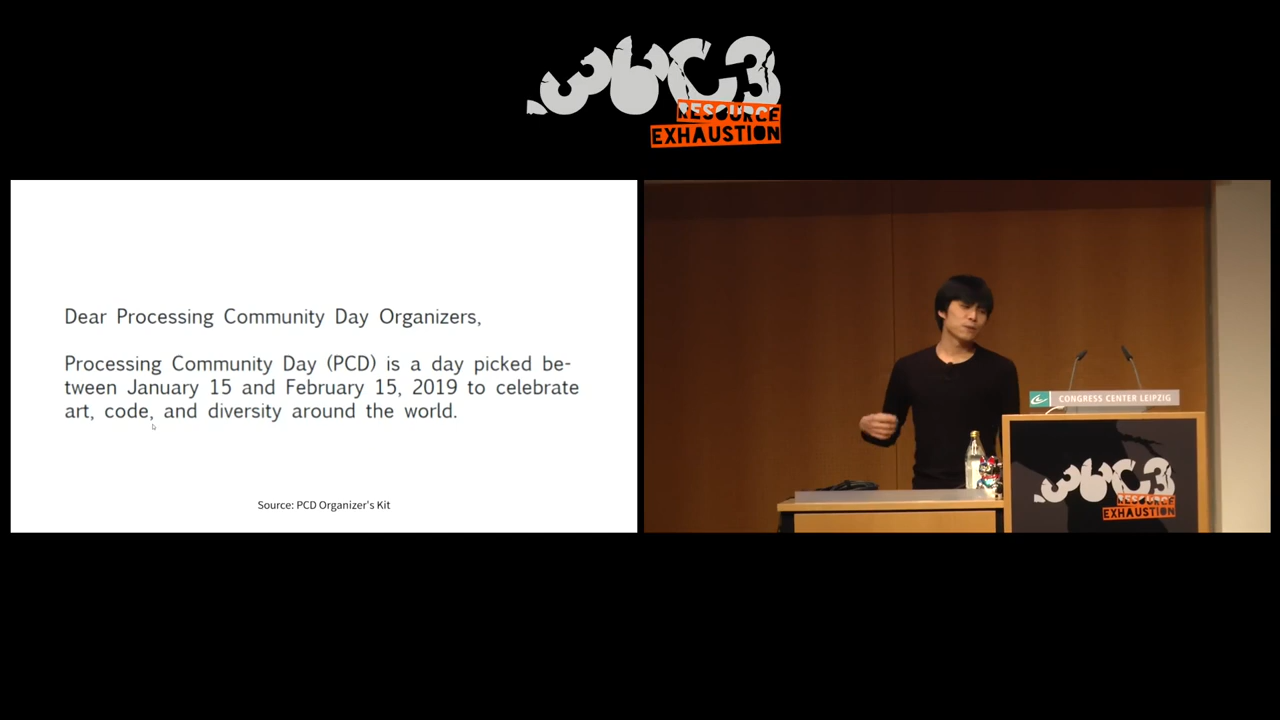 36C3
RESOURCE
EXHAUSTION
Dear Processing Community Day Organizers,
Processing Community Day (PCD) is a day picked be-
tween January 15 and February 15, 2019 to celebrate
art, code, and diversity around the world.
Source: PCD Organizer's Kit
CONGRESS CENTER LEIPZIG
36C3
RESOURCE
EXHAUSTION